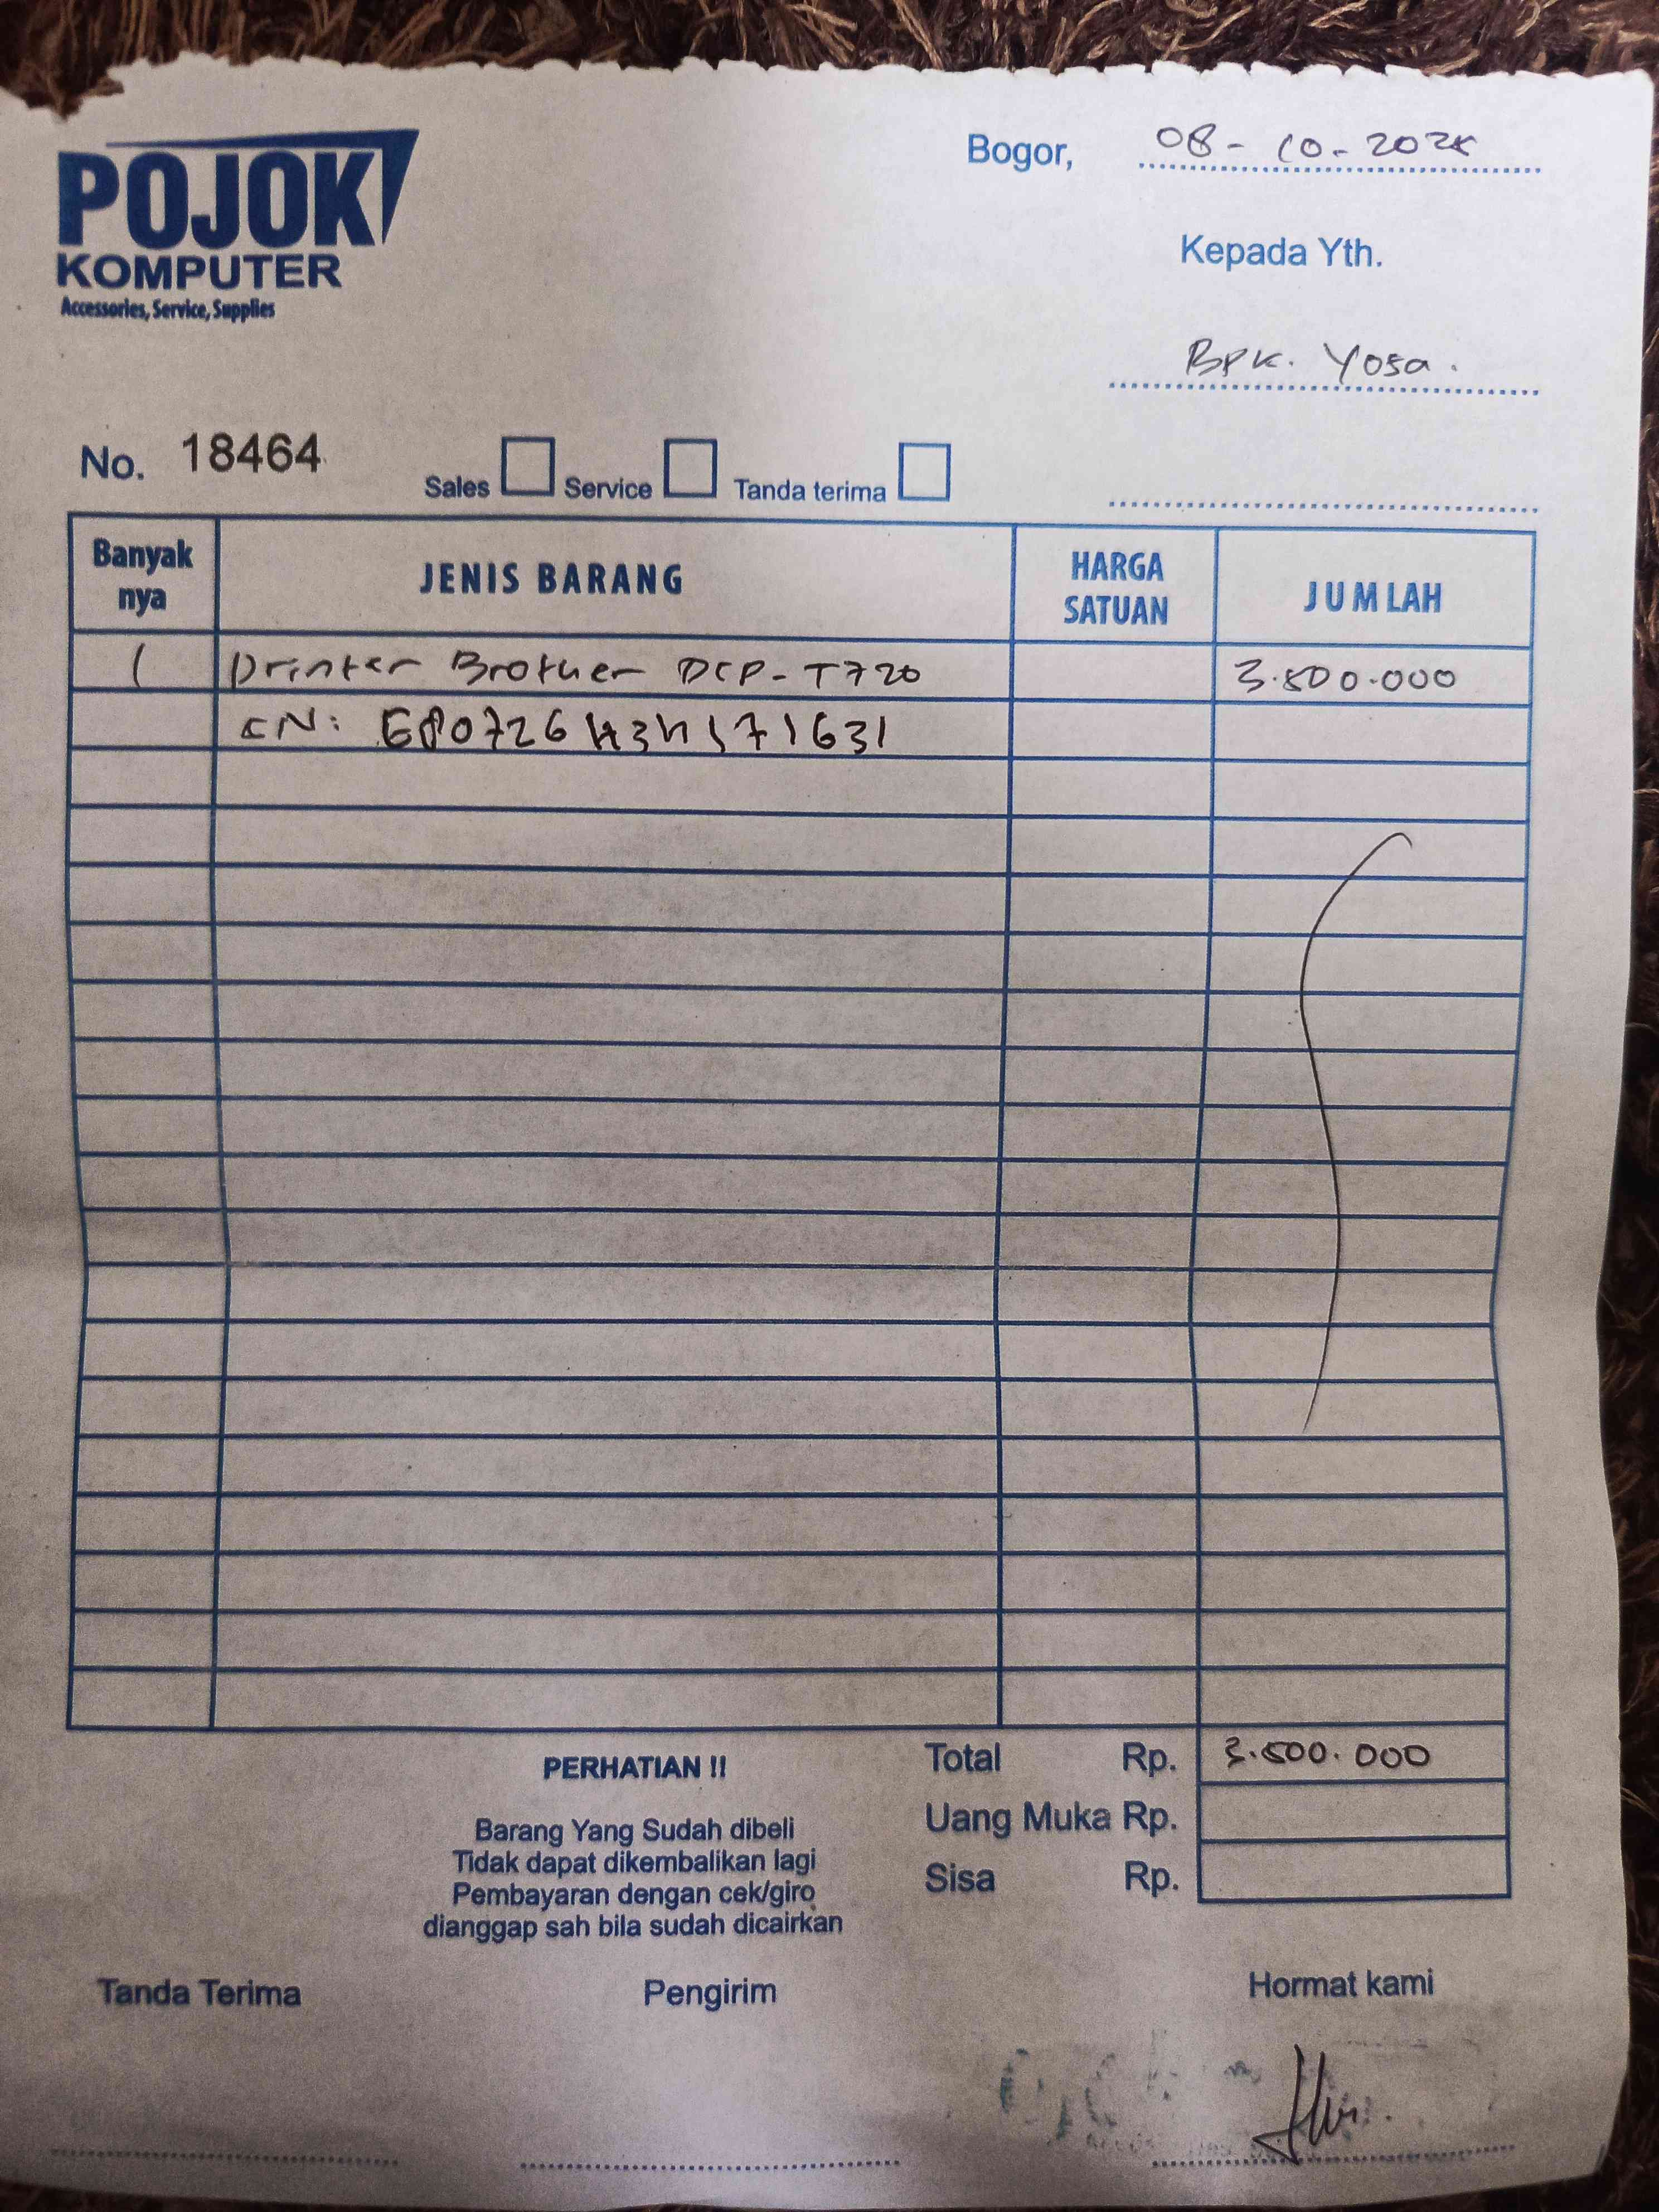 POJOK
KOMPUTER
Accessories, Service, Supplies
Bogor, 08-10-2025
Kepada Yth.
Bpk. Yosa.
No. 18464
Sales Service Tanda terima
Banyak nya JENIS BARANG HARGA SATUAN JUMLAH
1 Printer Brother DCP-T720 3.500.000
SN:
PERHATIAN !!
Barang Yang Sudah dibeli
Tidak dapat dikembalikan lagi
Pembayaran dengan cek/giro
dianggap sah bila sudah dicairkan
Total Rp. 3.500.000
Uang Muka Rp.
Sisa Rp.
Tanda Terima Pengirim Hormat kami